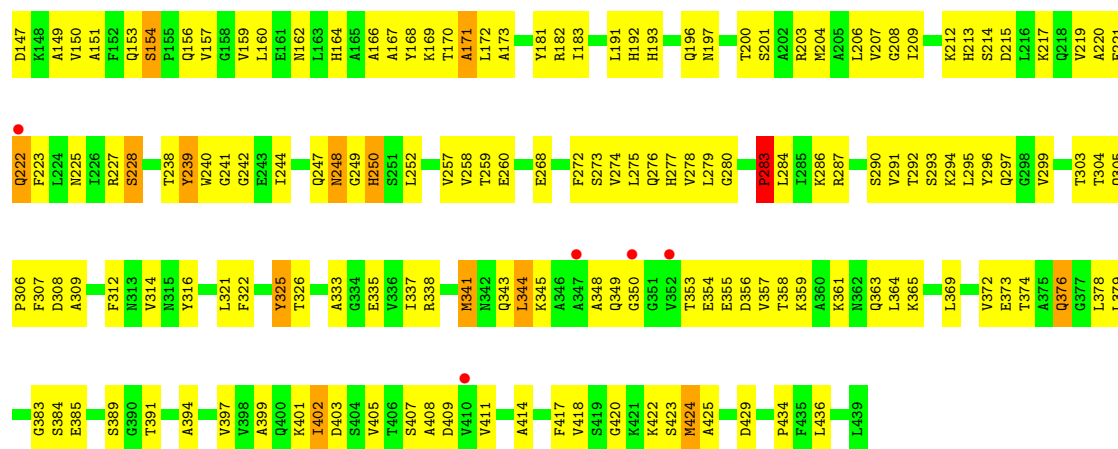 D147 K148 A149 V150 A151 F152 Q153 S154 P155 Q156 V157 G158 V159 L160 E161 N162 L163 H164 A165 A166 A167 Y168 K169 T170 A171 L172 A173 Y181 R182 I183 L191 H192 H193 Q196 N197 T200 S201 A202 R203 M204 A205 L206 V207 G208 I209 K212 H213 S214 D215 L216 K217 Q218 V219 A220
Q222 F223 L224 N225 I226 R227 S228 T238 Y239 W240 G241 G242 E243 I244 Q247 N248 G249 H250 S251 L252 V257 V258 T259 E260 E268 F272 S273 V274 L275 Q276 H277 V278 L279 G280 P283 L284 I285 K286 R287 S290 V291 T292 S293 K294 L295 Y296 Q297 G298 V299 T303 T304
P306 F307 D308 A309 F312 N313 V314 N315 Y316 L321 F322 Y325 T326 A333 G334 E335 V336 I337 R338 M341 N342 Q343 L344 K345 A346 A347 A348 Q349 G350 G351 V352 T353 E354 E355 D356 V357 T358 K359 A360 K361 N362 Q363 L364 K365 L369 V372 E373 T374 A375 Q376 G377 L378
G383 S384 E385 S389 G390 T391 A394 V397 V398 A399 Q400 K401 I402 D403 S404 V405 T406 S407 A408 D409 V410 V411 A414 F417 V418 S419 G420 K421 K422 S423 M424 A425 D429 P434 F435 L436 L439